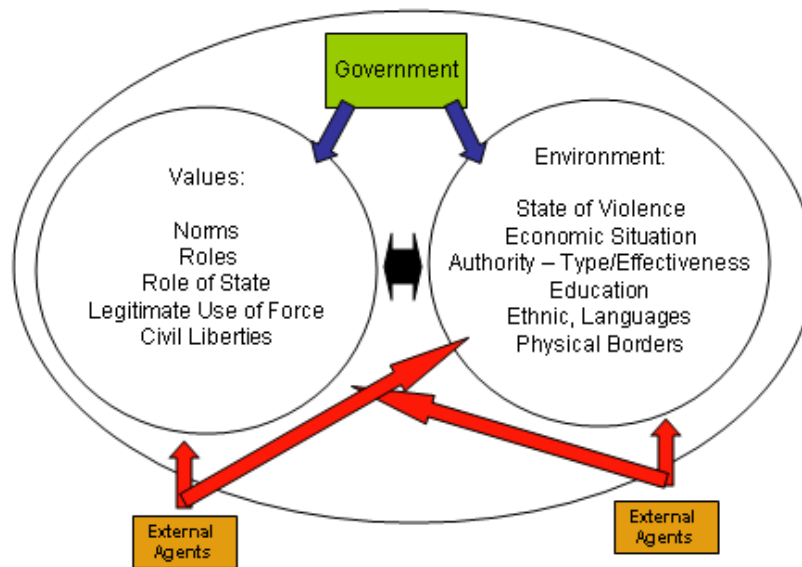 Government
Values:
Norms
Roles
Role of State
Legitimate Use of Force
Civil Liberties
Environment:
State of Violence
Economic Situation
Authority – Type/Effectiveness
Education
Ethnic, Languages
Physical Borders
External
Agents
External
Agents